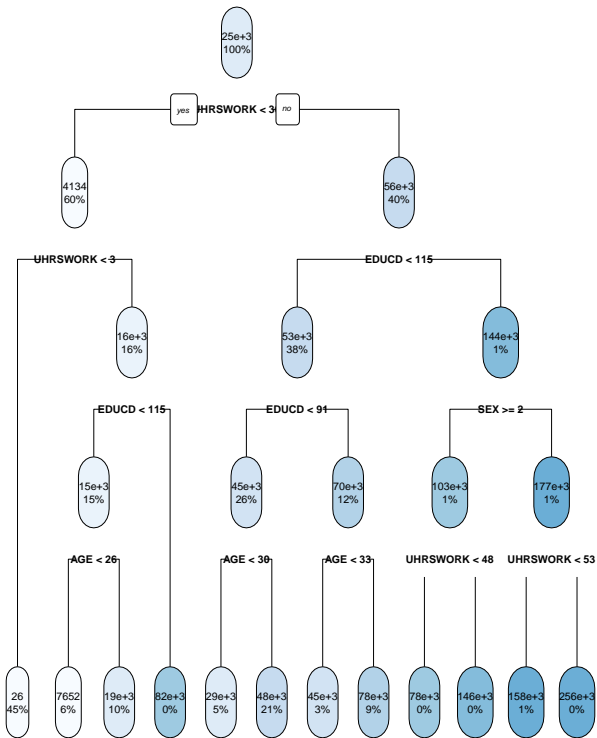 25e+3
100%
yes
HRSWORK < 3
no
4134
60%
56e+3
40%
UHRSWORK < 3
EDUCD < 115
16e+3
16%
53e+3
38%
144e+3
1%
EDUCD < 115
EDUCD < 91
SEX >= 2
15e+3
15%
45e+3
26%
70e+3
12%
103e+3
1%
177e+3
1%
AGE < 26
AGE < 30
AGE < 33
UHRSWORK < 48
UHRSWORK < 53
26
45%
7652
6%
19e+3
10%
82e+3
0%
29e+3
5%
48e+3
21%
45e+3
3%
78e+3
9%
78e+3
0%
146e+3
0%
158e+3
1%
256e+3
0%